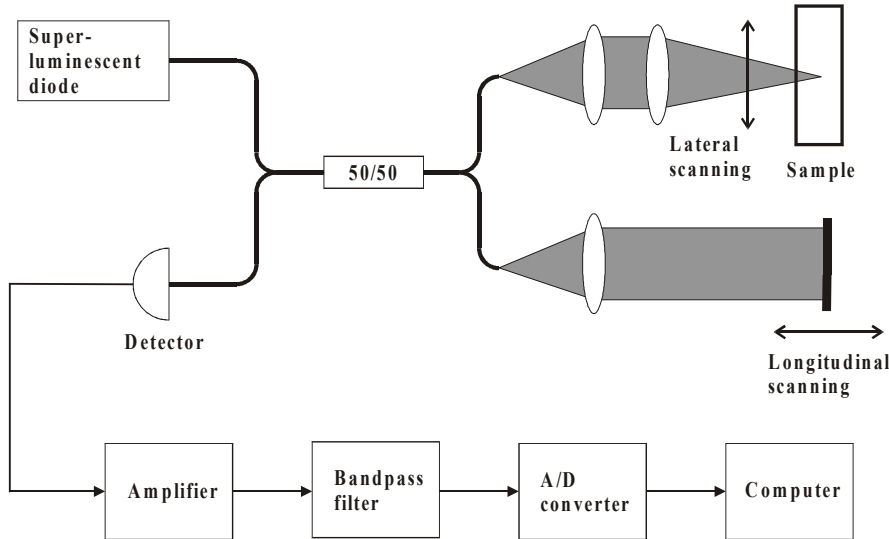 Super-
luminescent
diode
50/50
Lateral
scanning
Sample
Detector
Longitudinal
scanning
Amplifier
Bandpass
filter
A/D
converter
Computer